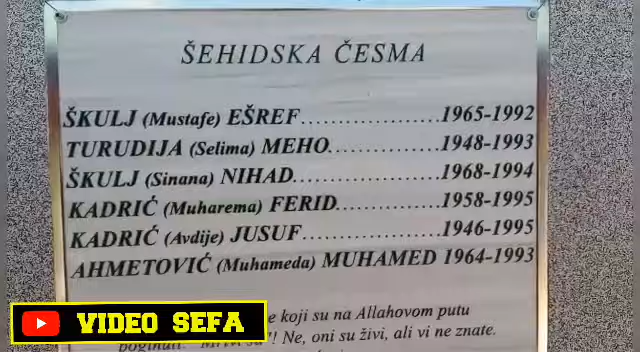 ŠEHIDSKA ČESMA
ŠKULJ (Mustafe) EŠREF....................1965-1992
TURUDIJA (Selima) MEHO................1948-1993
ŠKULJ (Sinana) NIHAD.....................1968-1994
KADRIĆ (Muharema) FERID...............1958-1995
KADRIĆ (Avdije) JUSUF....................1946-1995
AHMETOVIĆ (Muhameda) MUHAMED 1964-1993
koji su na Allahovom putu
! Ne, oni su živi, ali vi ne znate.
VIDEO SEFA